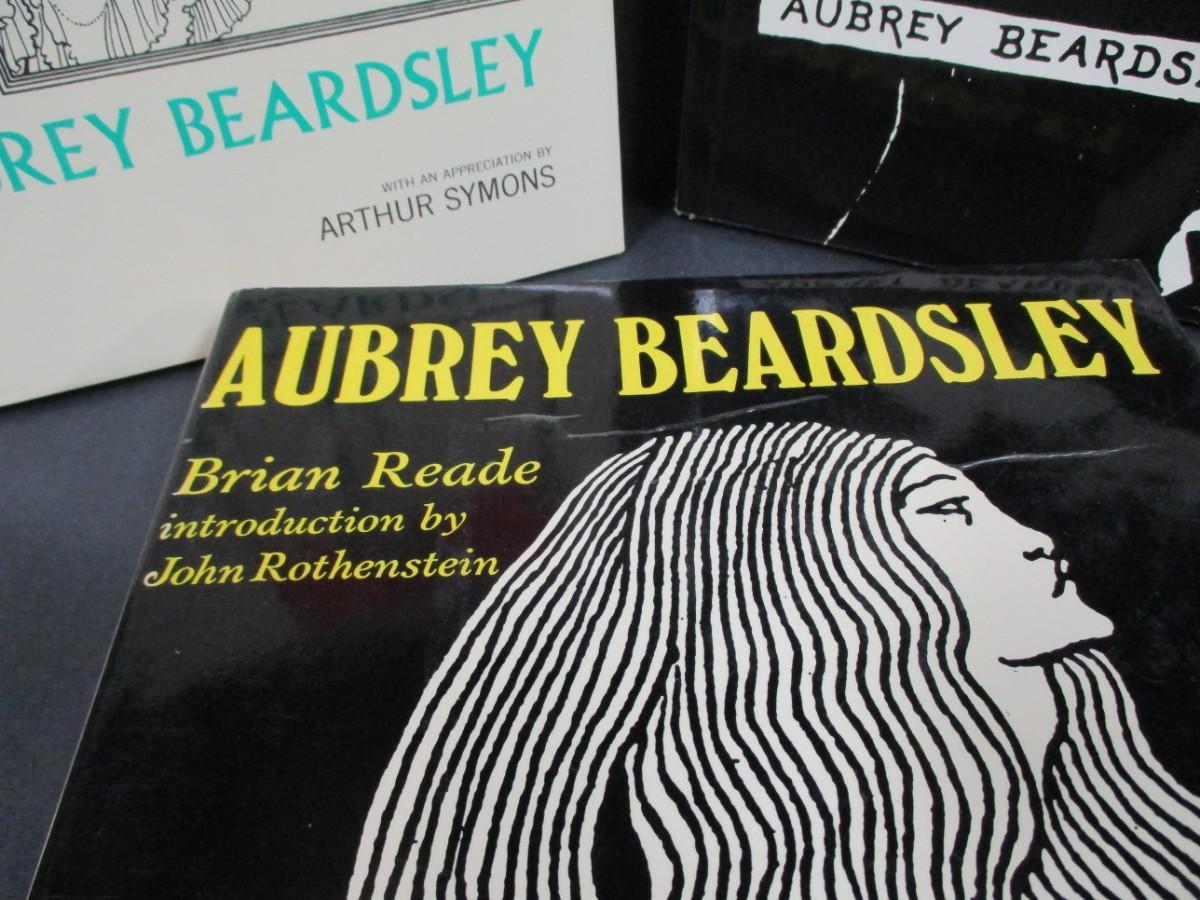 REY BEARDSLEY
WITH AN APPRECIATION BY
ARTHUR SYMONS
AUBREY BEARDS
AUBREY BEARDSLEY
Brian Reade
introduction by
John Rothenstein